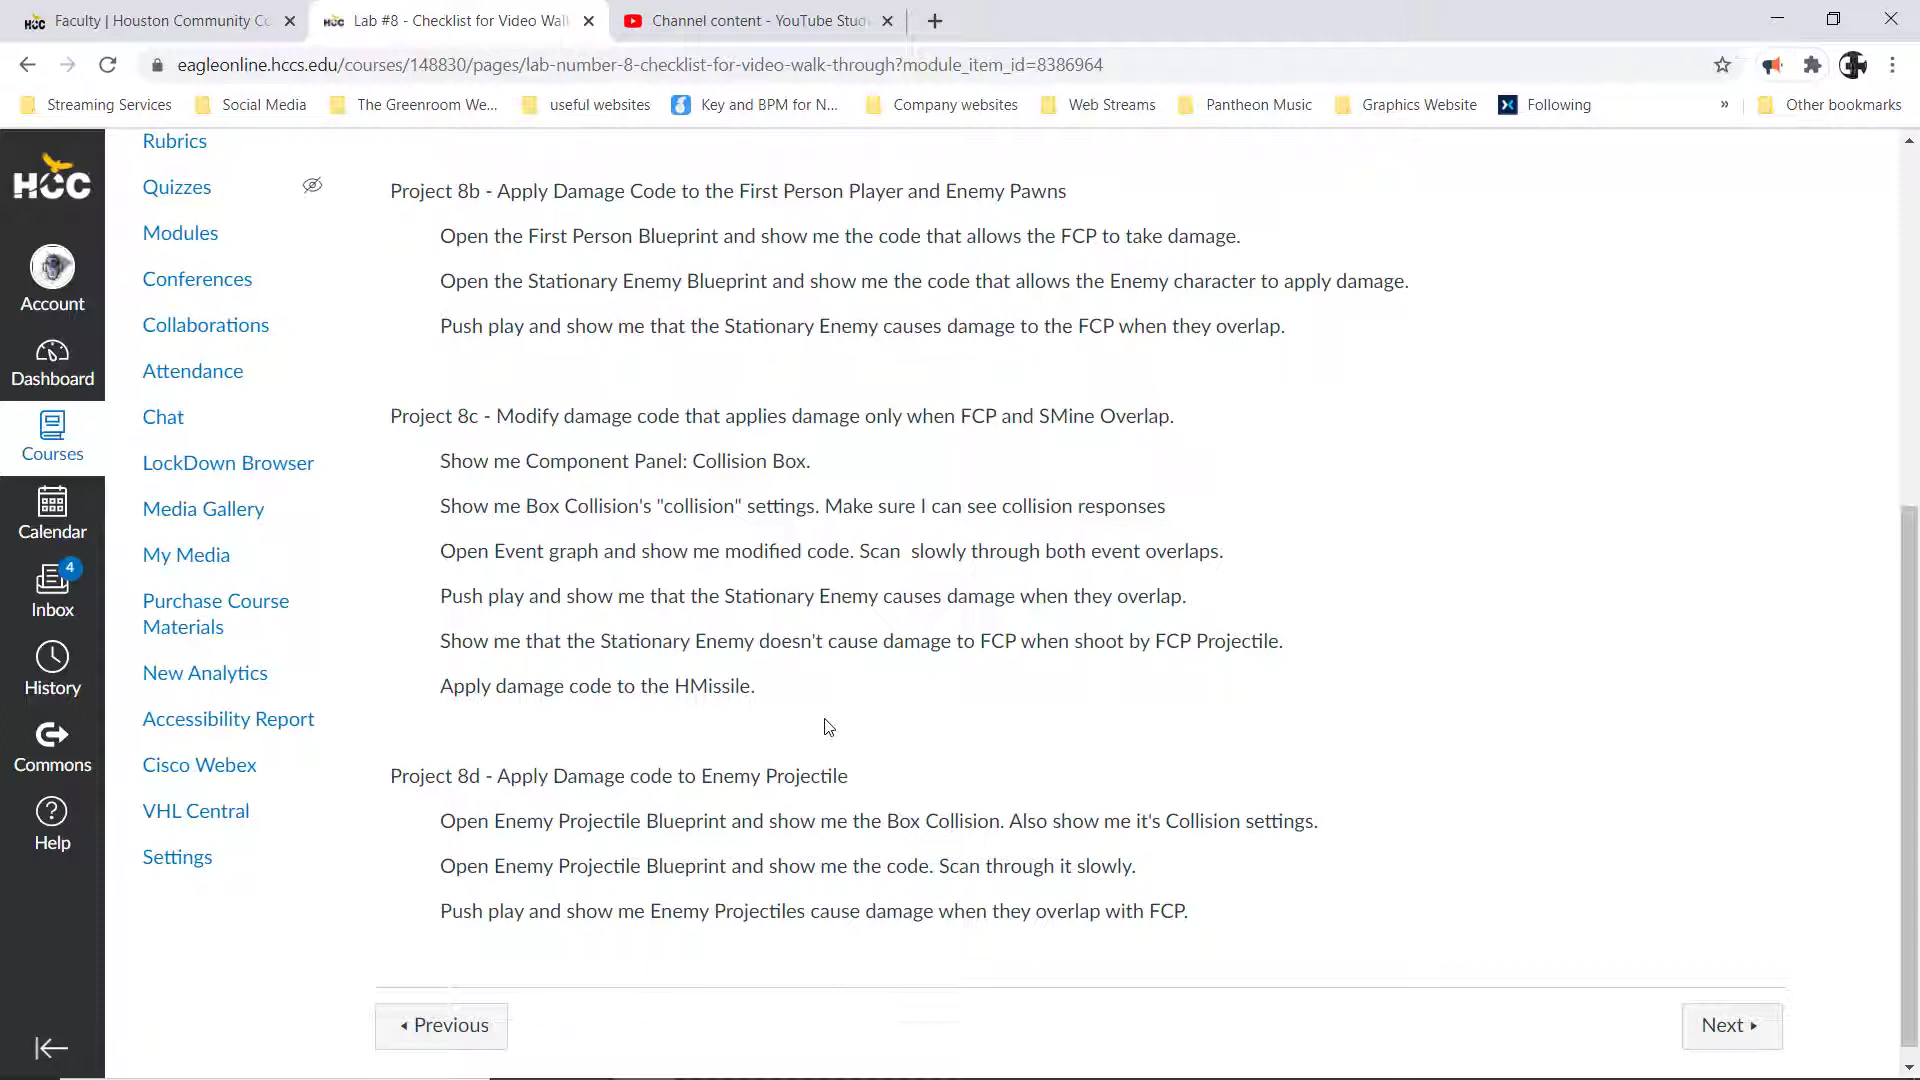 Faculty | Houston Community Co
Lab #8 - Checklist for Video Wal
Channel content - YouTube Stud
eagleonline.hccs.edu/courses/148830/pages/lab-number-8-checklist-for-video-walk-through?module_item_id=8386964
Streaming Services
Social Media
The Greenroom We...
useful websites
Key and BPM for N...
Company websites
Web Streams
Pantheon Music
Graphics Website
Following
»
Other bookmarks
HCC
Account
Dashboard
Courses
Calendar
4
Inbox
History
Commons
Help
Rubrics
Quizzes
Modules
Conferences
Collaborations
Attendance
Chat
LockDown Browser
Media Gallery
My Media
Purchase Course
Materials
New Analytics
Accessibility Report
Cisco Webex
VHL Central
Settings
Project 8b - Apply Damage Code to the First Person Player and Enemy Pawns
Open the First Person Blueprint and show me the code that allows the FCP to take damage.
Open the Stationary Enemy Blueprint and show me the code that allows the Enemy character to apply damage.
Push play and show me that the Stationary Enemy causes damage to the FCP when they overlap.
Project 8c - Modify damage code that applies damage only when FCP and SMine Overlap.
Show me Component Panel: Collision Box.
Show me Box Collision's "collision" settings. Make sure I can see collision responses
Open Event graph and show me modified code. Scan  slowly through both event overlaps.
Push play and show me that the Stationary Enemy causes damage when they overlap.
Show me that the Stationary Enemy doesn't cause damage to FCP when shoot by FCP Projectile.
Apply damage code to the HMissile.
Project 8d - Apply Damage code to Enemy Projectile
Open Enemy Projectile Blueprint and show me the Box Collision. Also show me it's Collision settings.
Open Enemy Projectile Blueprint and show me the code. Scan through it slowly.
Push play and show me Enemy Projectiles cause damage when they overlap with FCP.
Previous
Next